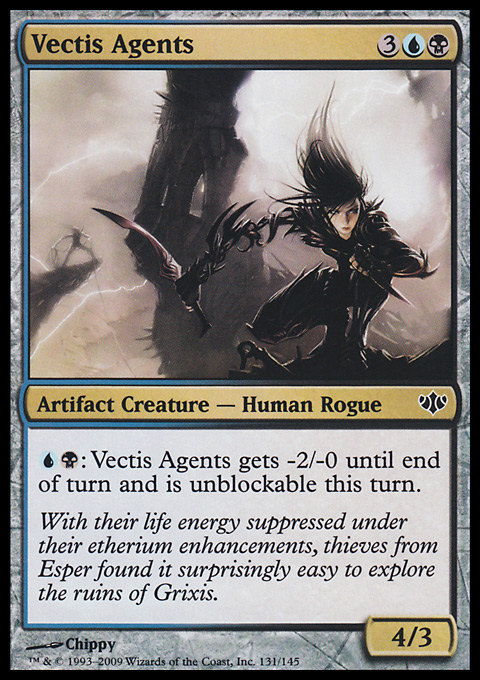 Vectis Agents 3
Artifact Creature — Human Rogue
: Vectis Agents gets -2/-0 until end
of turn and is unblockable this turn.
With their life energy suppressed under
their etherium enhancements, thieves from
Esper found it surprisingly easy to explore
the ruins of Grixis.
4/3
Chippy
™ & © 1993–2009 Wizards of the Coast, Inc. 131/145